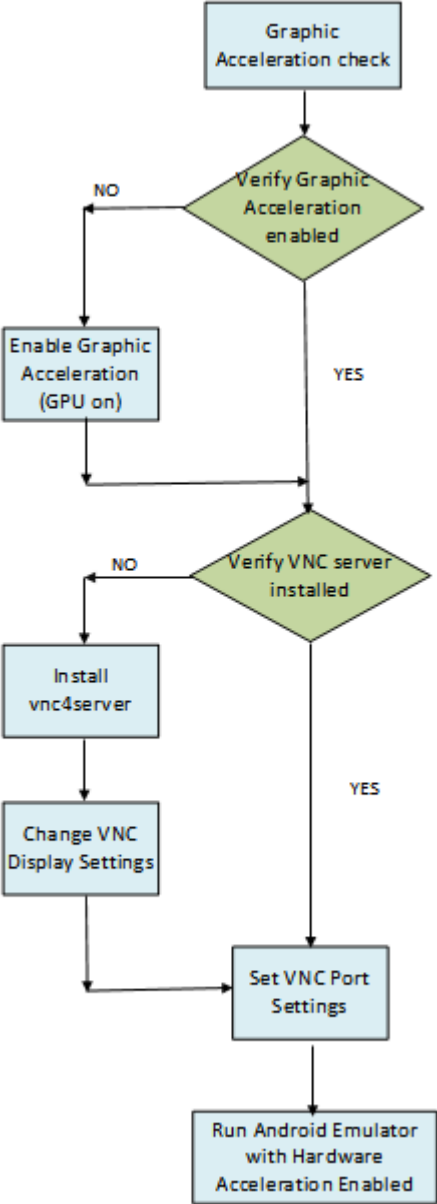 Graphic
Acceleration check
Verify Graphic
Acceleration
enabled
NO
Enable Graphic
Acceleration
(GPU on)
YES
Verify VNC server
installed
NO
Install
vnc4server
YES
Change VNC
Display Settings
Set VNC Port
Settings
Run Android Emulator
with Hardware
Acceleration Enabled